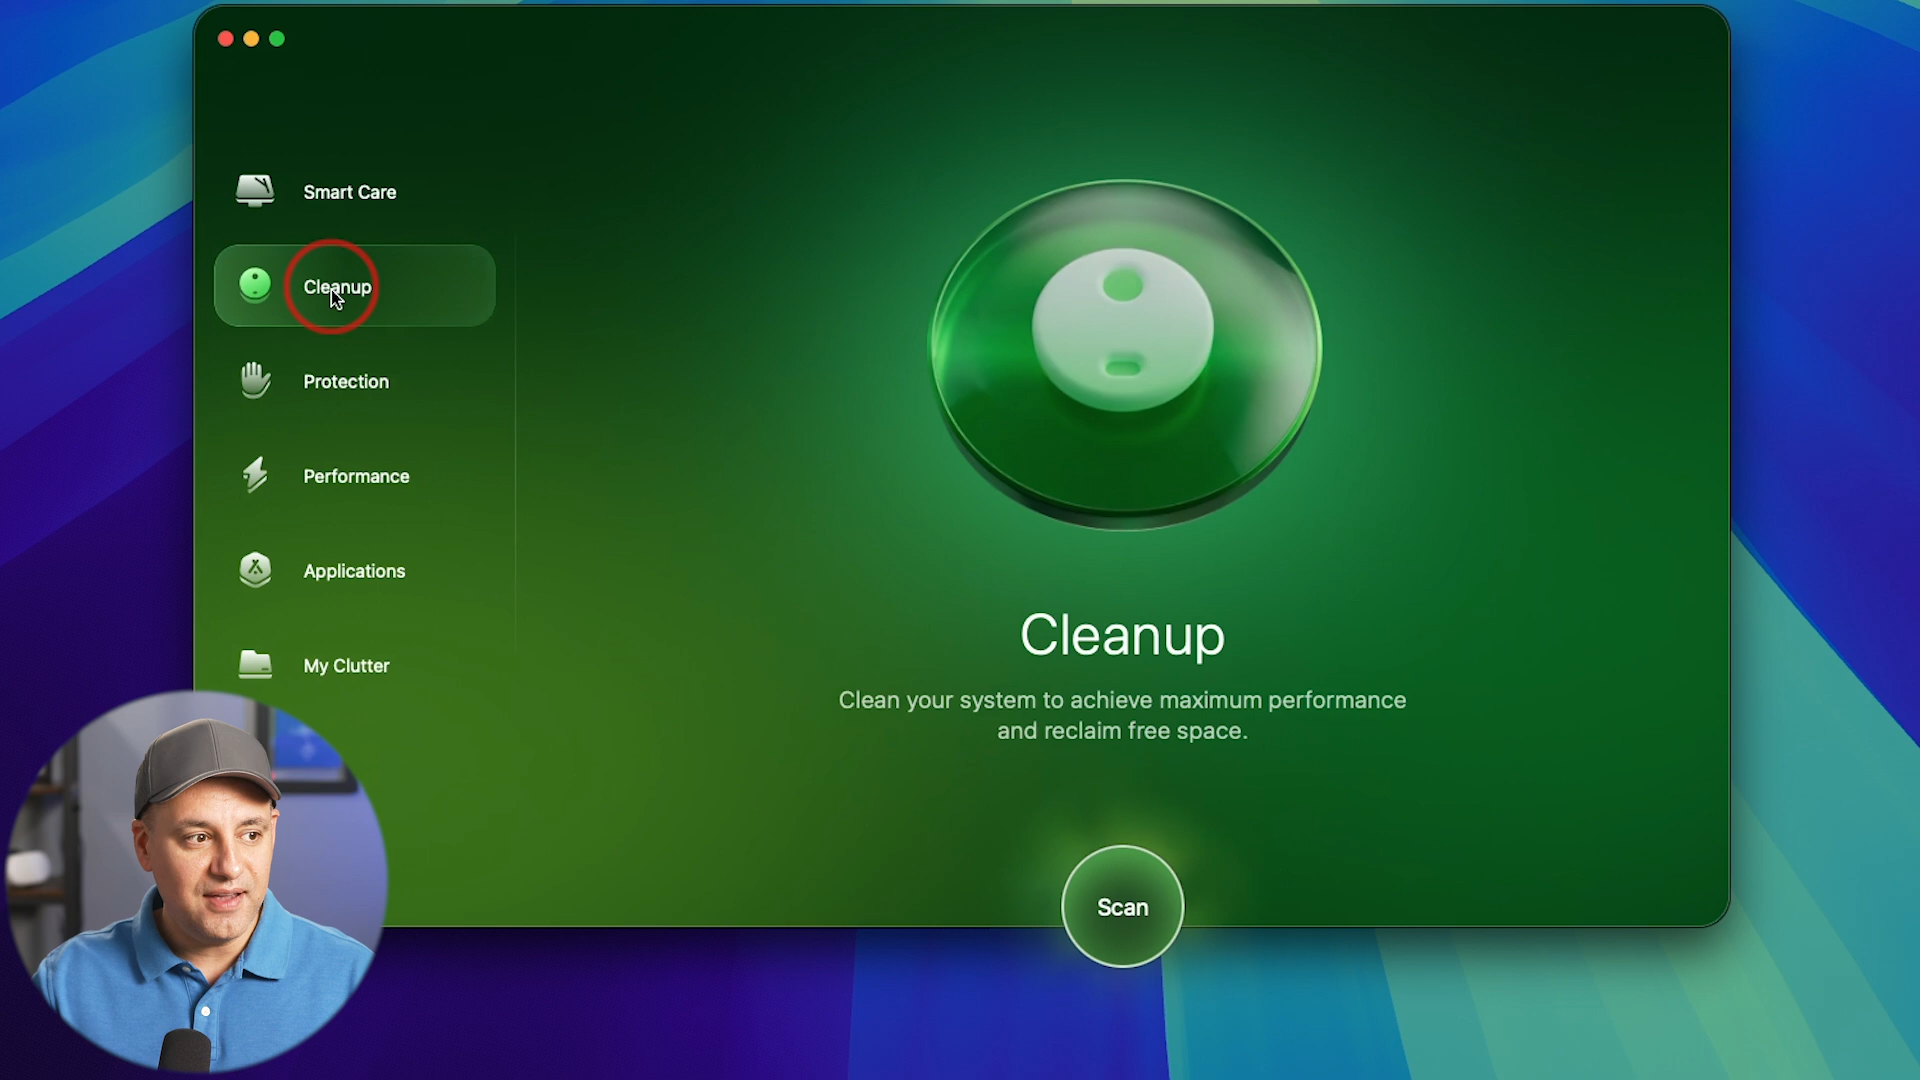 Smart Care
Cleanup
Protection
Performance
Applications
My Clutter
Cleanup
Clean your system to achieve maximum performance
and reclaim free space.
Scan